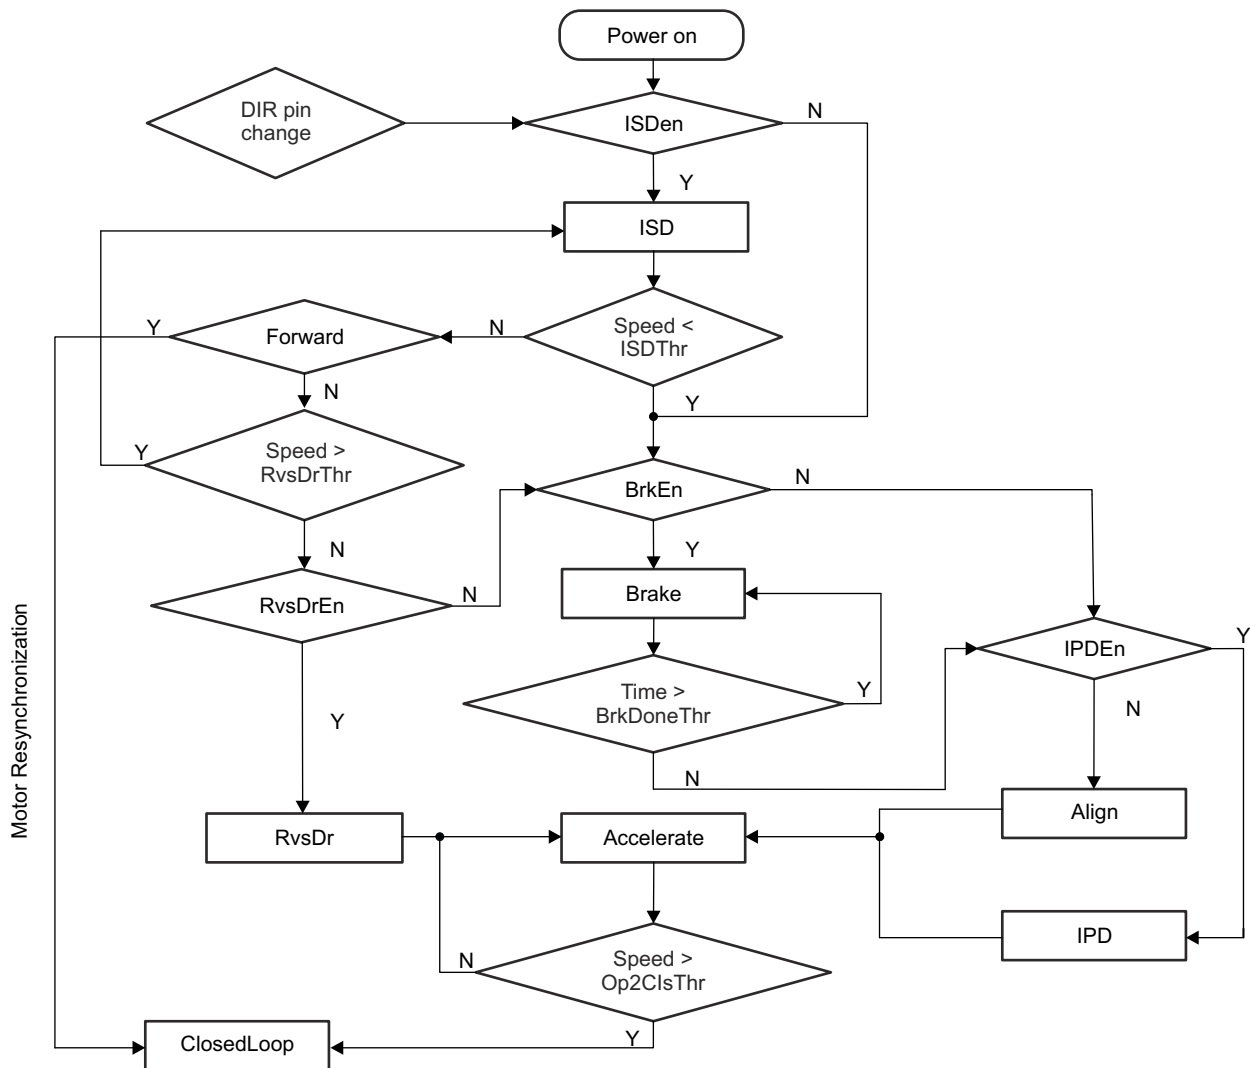 Power on
DIR pin
change
ISDen
N
Y
ISD
Speed <
ISDThr
N
Forward
Y
N
Y
Speed >
RvsDrThr
Y
N
BrkEn
N
Y
RvsDrEn
N
Brake
IPDEn
Y
Time >
BrkDoneThr
Y
N
Y
N
Motor Resynchronization
Align
RvsDr
Accelerate
IPD
Speed >
Op2ClsThr
N
Y
ClosedLoop